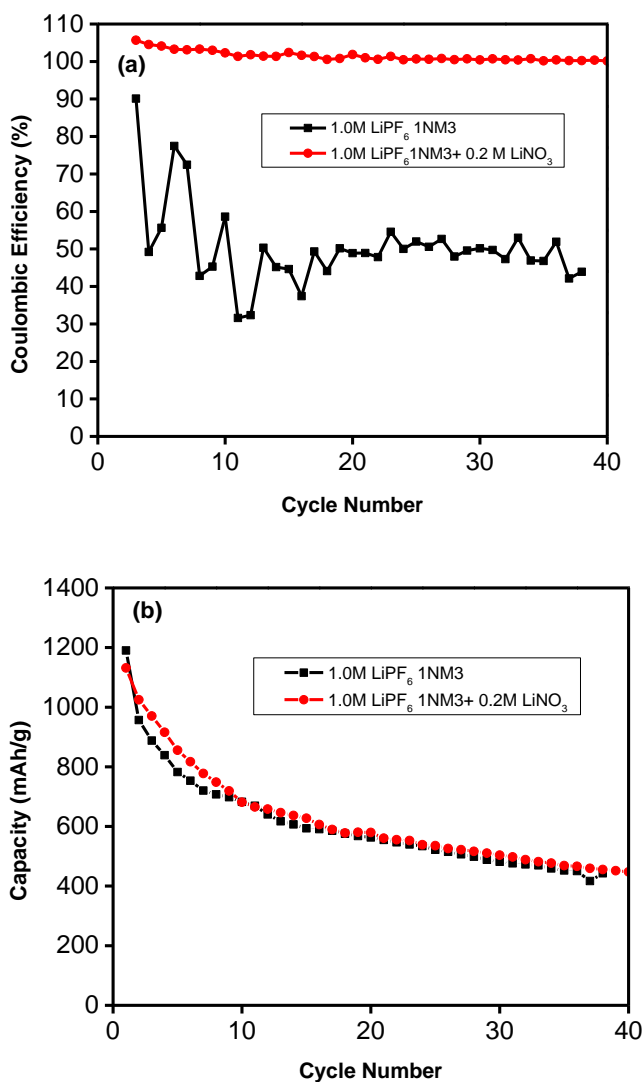 110
(a)
100
90
80
70
60
50
40
30
20
10
0
Coulombic Efficiency (%)
1.0M LiPF₆ 1NM3
1.0M LiPF₆1NM3+ 0.2 M LiNO₃
0 10 20 30 40
Cycle Number
1400
(b)
1200
1000
800
600
400
200
0
Capacity (mAh/g)
1.0M LiPF₆ 1NM3
1.0M LiPF₆ 1NM3+ 0.2M LiNO₃
0 10 20 30 40
Cycle Number